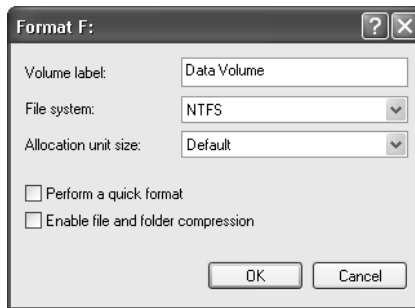 Format F:
Volume label: Data Volume
File system: NTFS
Allocation unit size: Default
Perform a quick format
Enable file and folder compression
OK Cancel